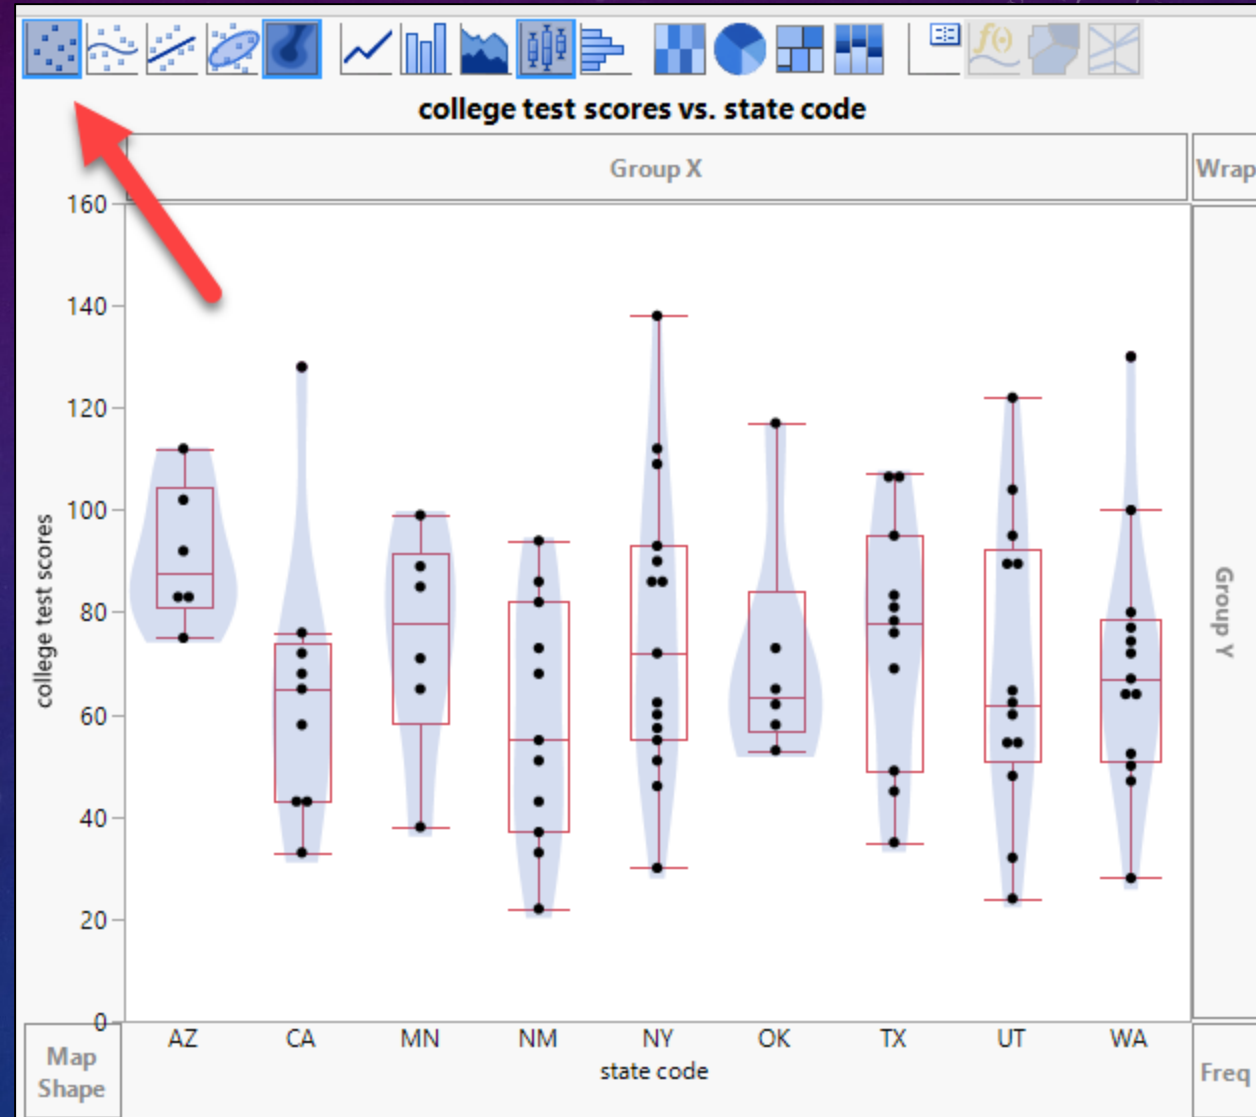 f(θ)
college test scores vs. state code
Group X
Wrap
160
140
120
100
80
60
40
20
0
college test scores
Group Y
AZ CA MN NM NY OK TX UT WA
state code
Map
Shape
Freq